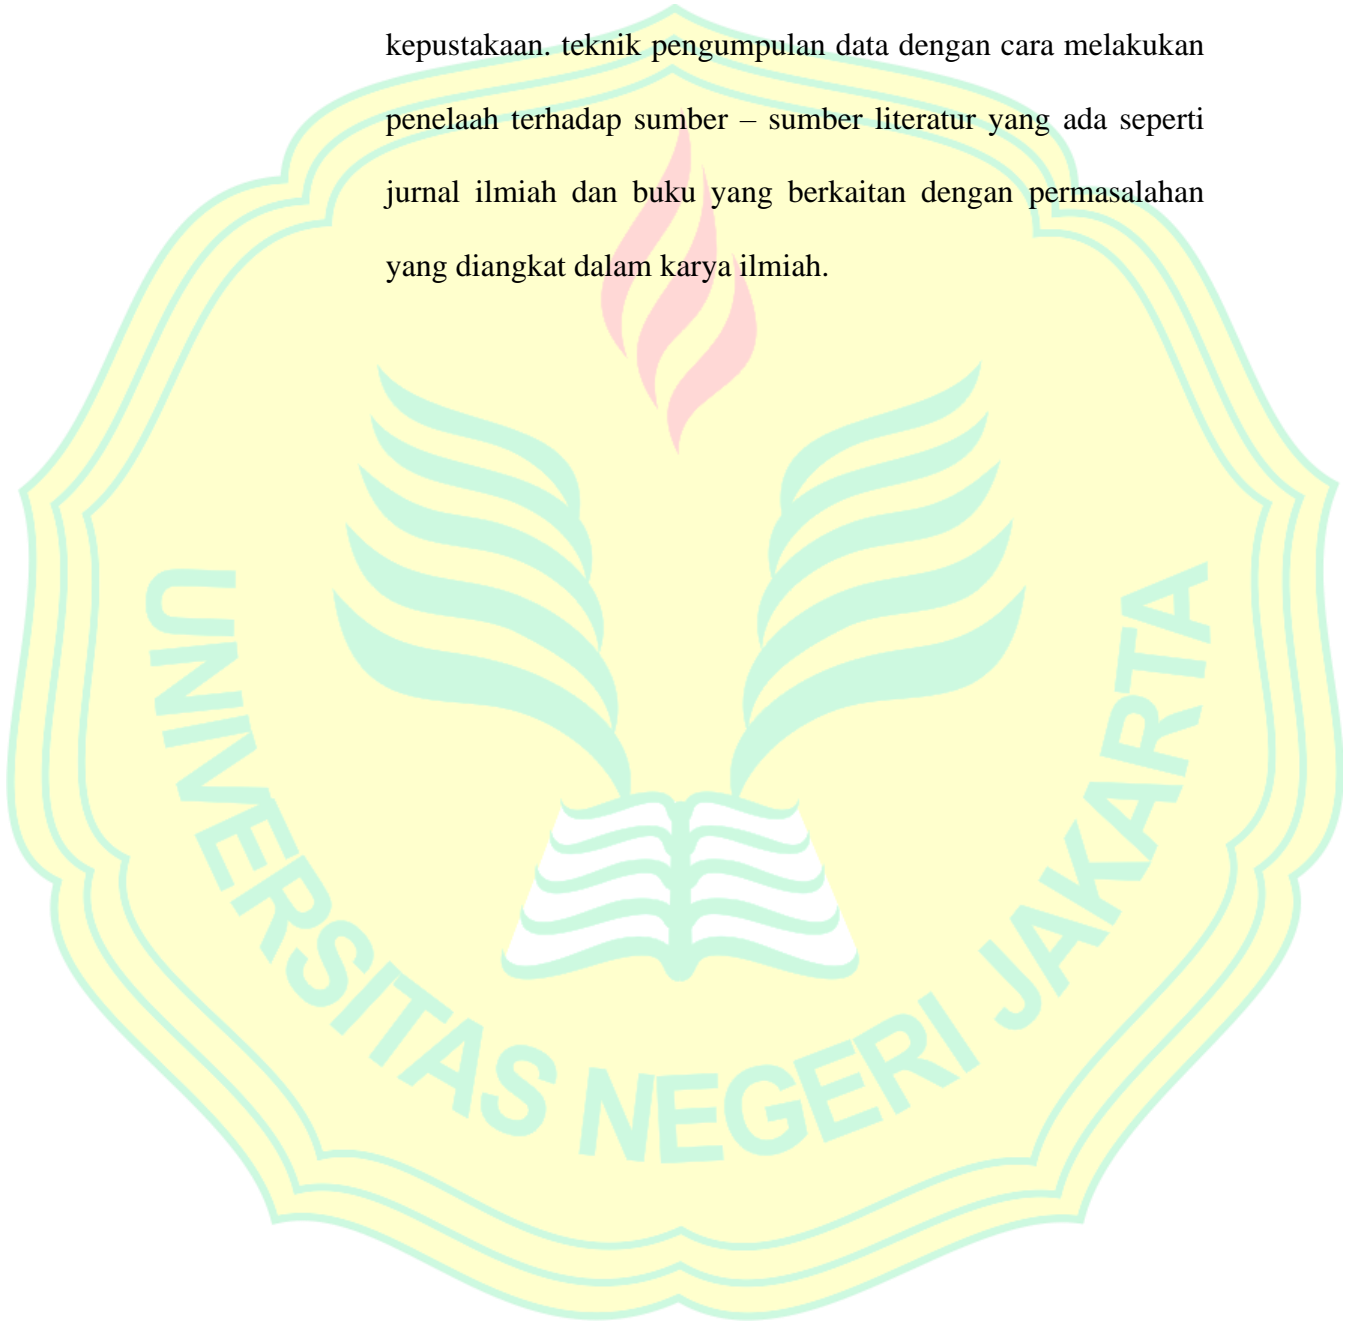 kepustakaan. teknik pengumpulan data dengan cara melakukan
penelaah terhadap sumber – sumber literatur yang ada seperti
jurnal ilmiah dan buku yang berkaitan dengan permasalahan
yang diangkat dalam karya ilmiah.
UNIVERSITAS NEGERI JAKARTA